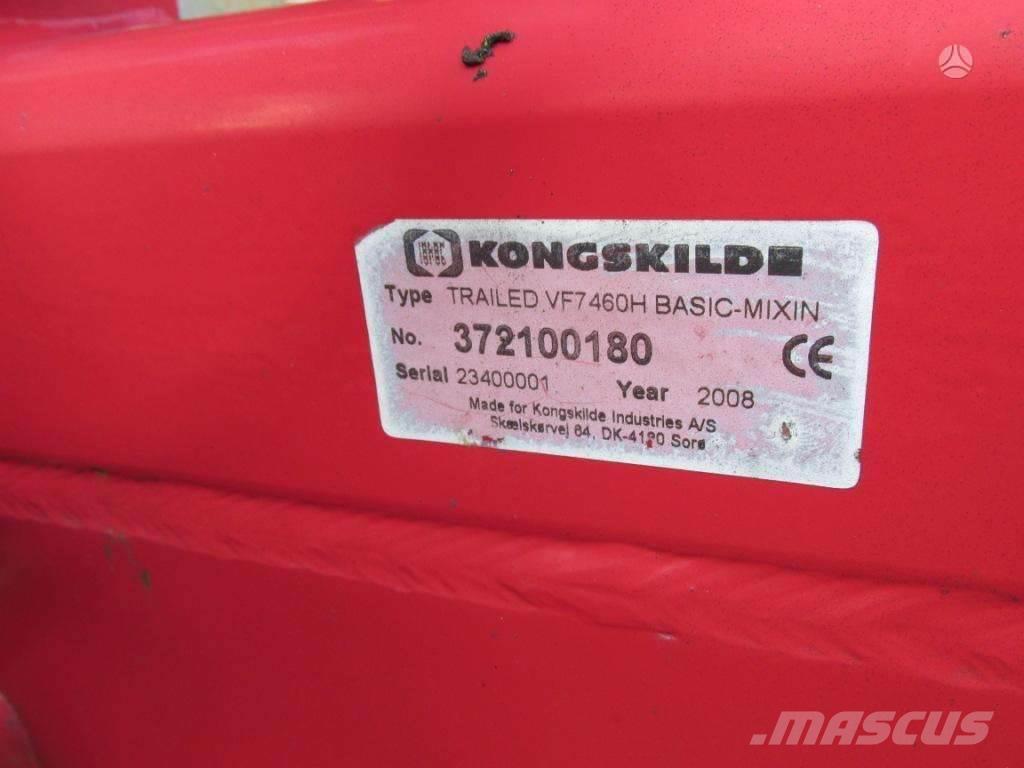 KONGSKILDE
Type TRAILED VF7460H BASIC-MIXIN
No. 372100180 CE
Serial 23400001 Year 2008
Made for Kongskilde Industries A/S
Skælskørvej 64, DK-4180 Sorø
MASCUS